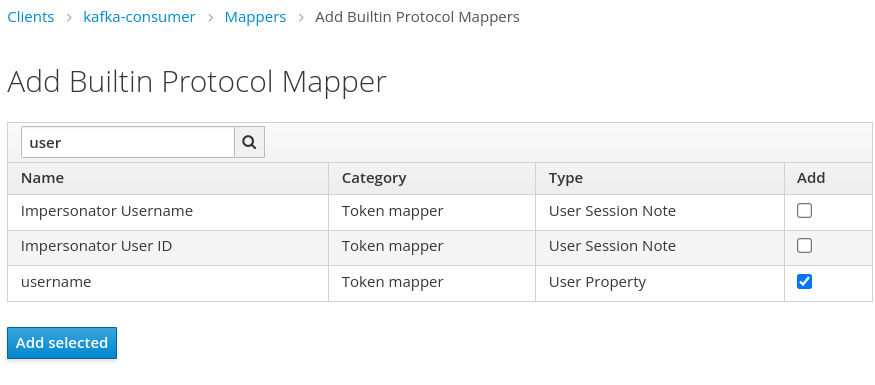 Clients > kafka-consumer > Mappers > Add Builtin Protocol Mappers
Add Builtin Protocol Mapper
user
Name Category Type Add
Impersonator Username Token mapper User Session Note
Impersonator User ID Token mapper User Session Note
username Token mapper User Property
Add selected